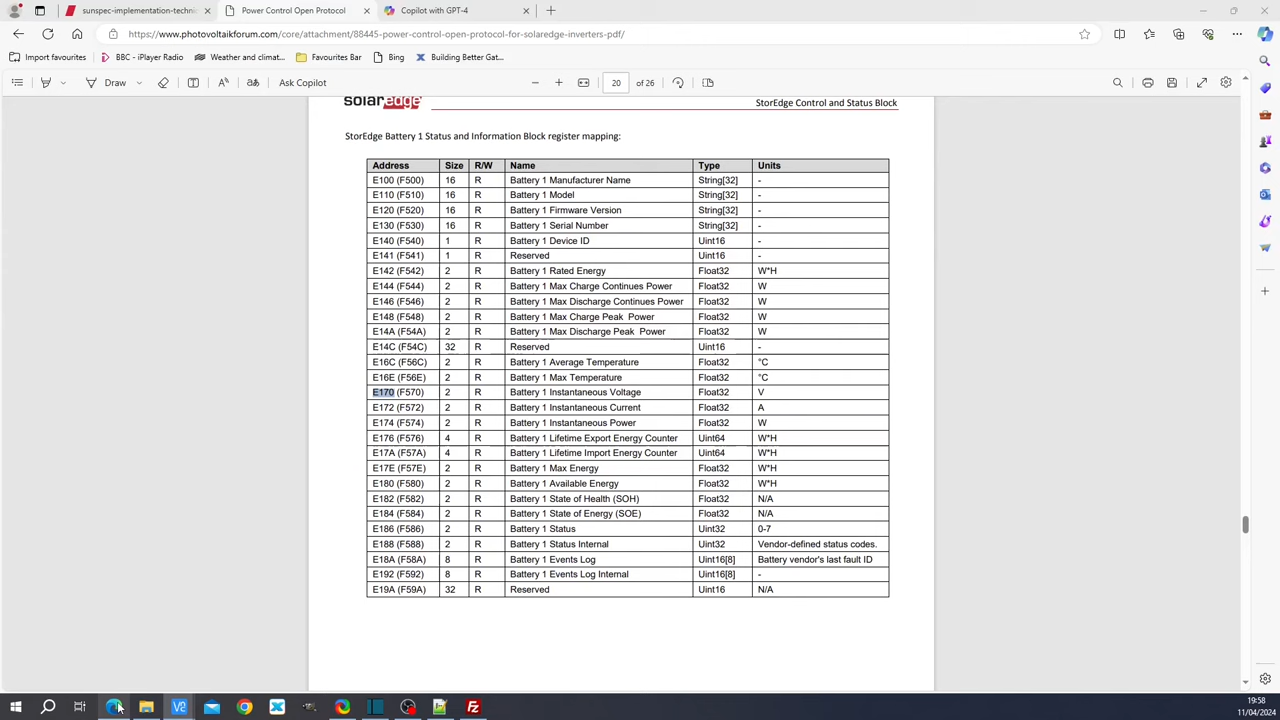 sunspec-implementation-techni
Power Control Open Protocol
Copilot with GPT-4
https://www.photovoltaikforum.com/core/attachment/88445-power-control-open-protocol-for-solaredge-inverters-pdf/
Import favourites
BBC - iPlayer Radio
Weather and climat...
Favourites Bar
Bing
Building Better Gat...
Draw
Ask Copilot
20 of 26
solaredge
StorEdge Control and Status Block
StorEdge Battery 1 Status and Information Block register mapping:
Address Size R/W Name Type Units
E100 (F500) 16 R Battery 1 Manufacturer Name String[32] -
E110 (F510) 16 R Battery 1 Model String[32] -
E120 (F520) 16 R Battery 1 Firmware Version String[32] -
E130 (F530) 16 R Battery 1 Serial Number String[32] -
E140 (F540) 1 R Battery 1 Device ID Uint16 -
E141 (F541) 1 R Reserved Uint16 -
E142 (F542) 2 R Battery 1 Rated Energy Float32 W*H
E144 (F544) 2 R Battery 1 Max Charge Continues Power Float32 W
E146 (F546) 2 R Battery 1 Max Discharge Continues Power Float32 W
E148 (F548) 2 R Battery 1 Max Charge Peak Power Float32 W
E14A (F54A) 2 R Battery 1 Max Discharge Peak Power Float32 W
E14C (F54C) 32 R Reserved Uint16 -
E16C (F56C) 2 R Battery 1 Average Temperature Float32 °C
E16E (F56E) 2 R Battery 1 Max Temperature Float32 °C
E170 (F570) 2 R Battery 1 Instantaneous Voltage Float32 V
E172 (F572) 2 R Battery 1 Instantaneous Current Float32 A
E174 (F574) 2 R Battery 1 Instantaneous Power Float32 W
E176 (F576) 4 R Battery 1 Lifetime Export Energy Counter Uint64 W*H
E17A (F57A) 4 R Battery 1 Lifetime Import Energy Counter Uint64 W*H
E17E (F57E) 2 R Battery 1 Max Energy Float32 W*H
E180 (F580) 2 R Battery 1 Available Energy Float32 W*H
E182 (F582) 2 R Battery 1 State of Health (SOH) Float32 N/A
E184 (F584) 2 R Battery 1 State of Energy (SOE) Float32 N/A
E186 (F586) 2 R Battery 1 Status Uint32 0-7
E188 (F588) 2 R Battery 1 Status Internal Uint32 Vendor-defined status codes.
E18A (F58A) 8 R Battery 1 Events Log Uint16[8] Battery vendor's last fault ID
E192 (F592) 8 R Battery 1 Events Log Internal Uint16[8] -
E19A (F59A) 32 R Reserved Uint16 N/A
19:58
11/04/2024